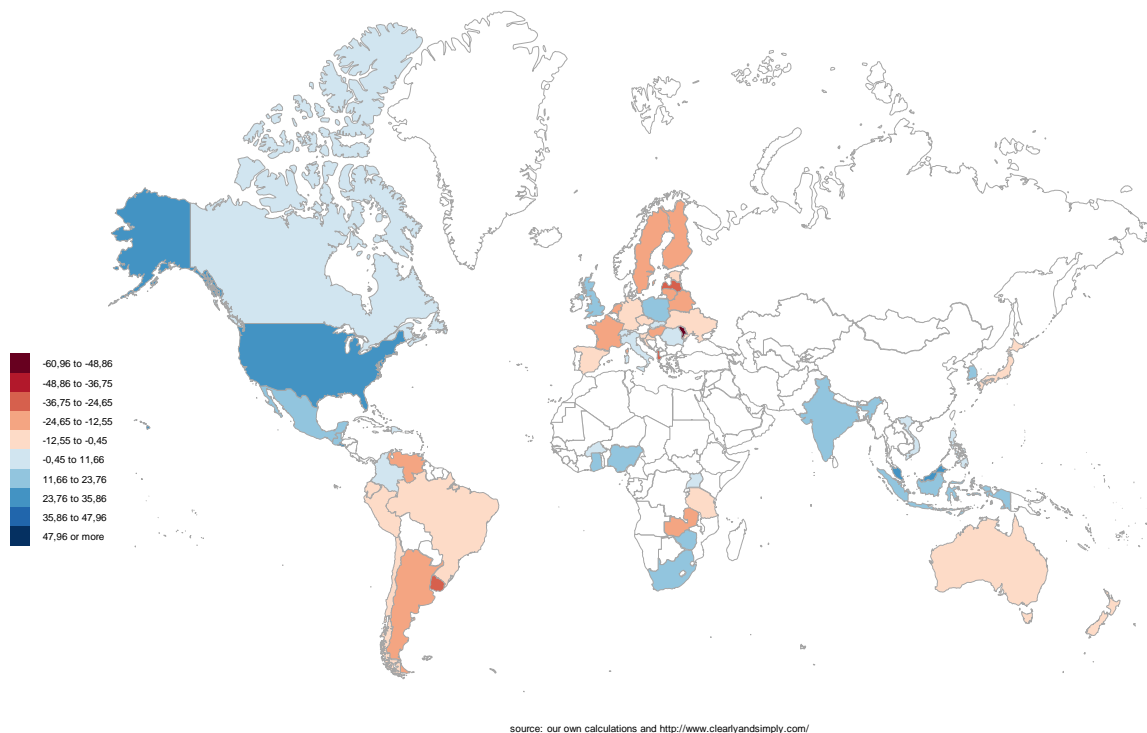 -60,96 to -48,86
-48,86 to -36,75
-36,75 to -24,65
-24,65 to -12,55
-12,55 to -0,45
-0,45 to 11,66
11,66 to 23,76
23,76 to 35,86
35,86 to 47,96
47,96 or more
source: our own calculations and http://www.clearlyandsimply.com/